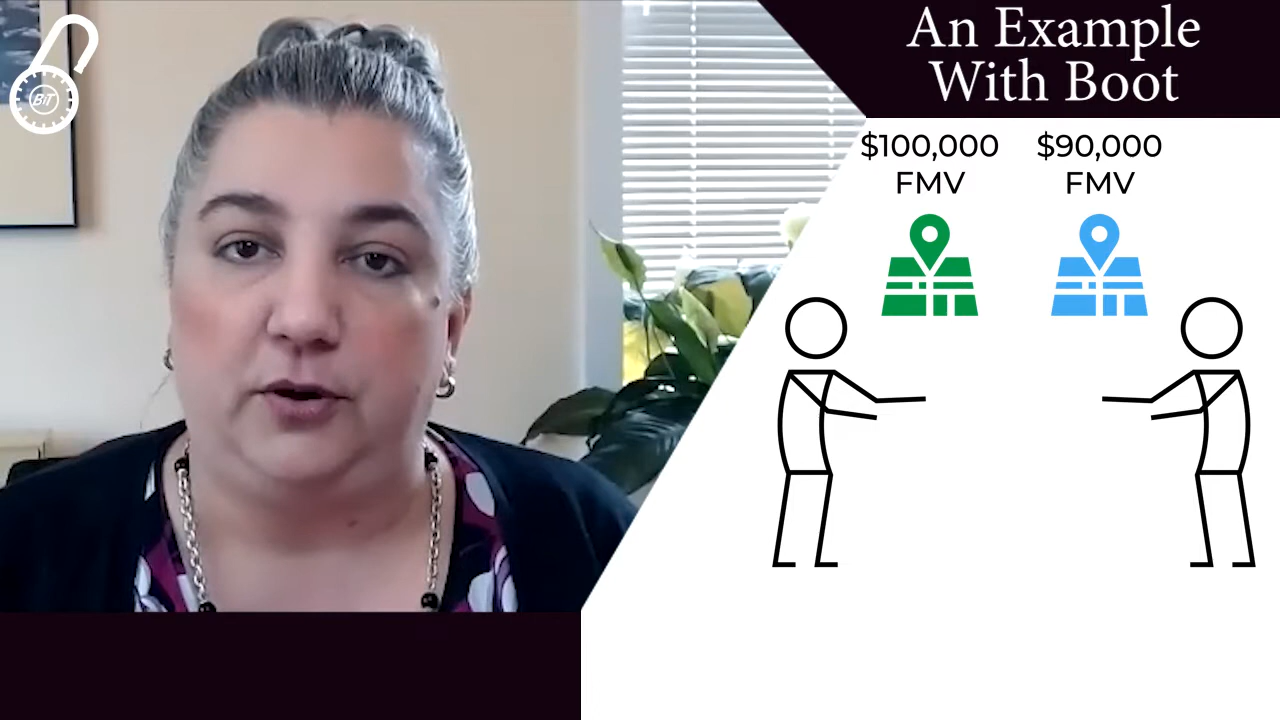 BiT
An Example
With Boot
$100,000
FMV
$90,000
FMV